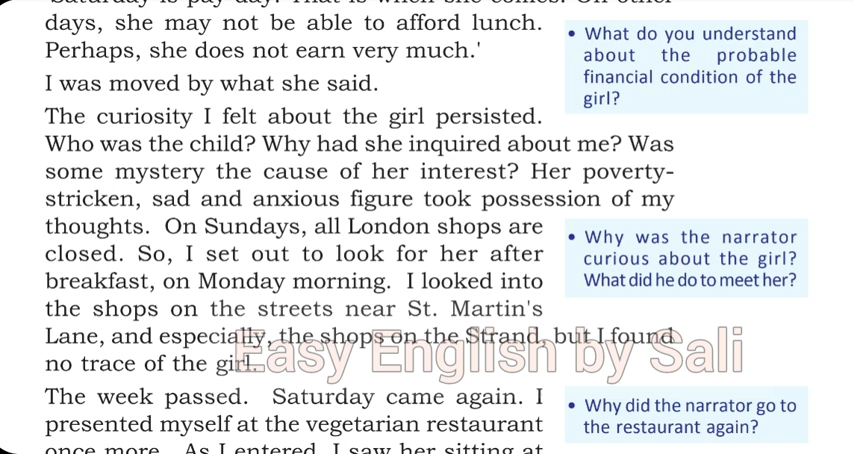 'Saturday is pay day! That is when she comes. On other
days, she may not be able to afford lunch.
Perhaps, she does not earn very much.'
• What do you understand
about the probable
financial condition of the
girl?
I was moved by what she said.
The curiosity I felt about the girl persisted.
Who was the child? Why had she inquired about me? Was
some mystery the cause of her interest? Her poverty-
stricken, sad and anxious figure took possession of my
thoughts. On Sundays, all London shops are
closed. So, I set out to look for her after
breakfast, on Monday morning. I looked into
the shops on the streets near St. Martin's
• Why was the narrator
curious about the girl?
What did he do to meet her?
Lane, and especially, the shops on the Strand, but I found
no trace of the girl.
Easy English by Sali
The week passed. Saturday came again. I
presented myself at the vegetarian restaurant
once more. As I entered, I saw her sitting at
• Why did the narrator go to
the restaurant again?